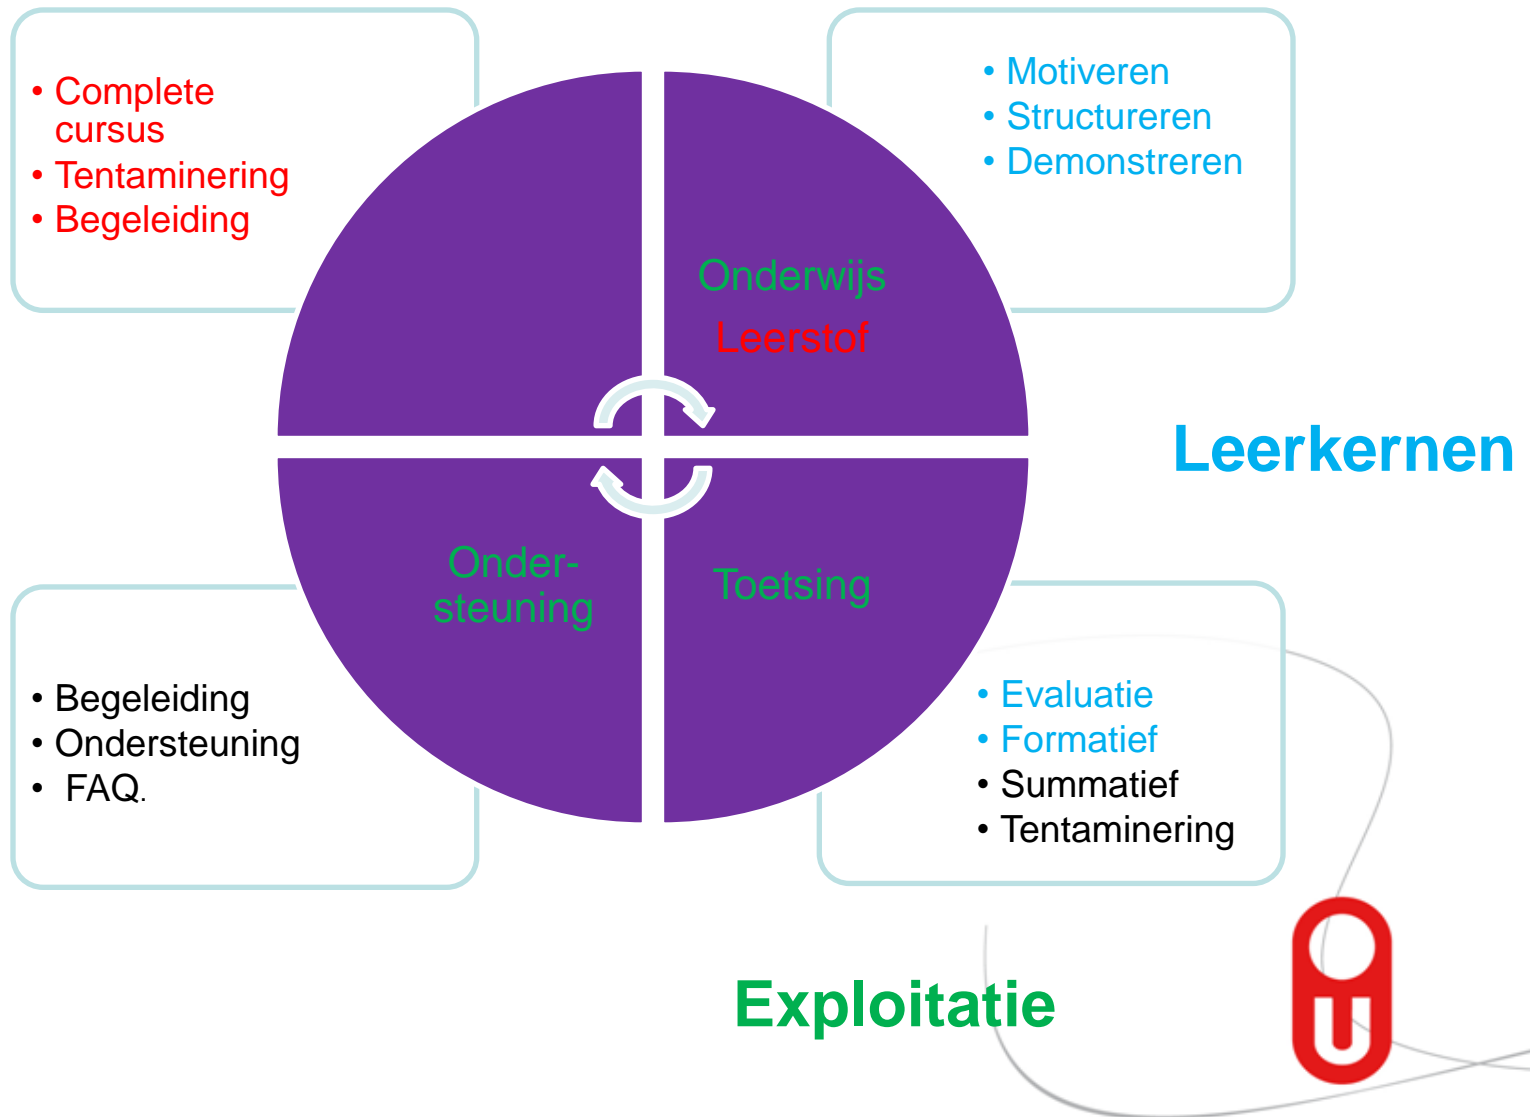 • Complete
cursus
• Tentaminering
• Begeleiding
• Motiveren
• Structureren
• Demonstreren
Onderwijs
Leerstof
Leerkernen
Onder-
steuning
Toetsing
• Begeleiding
• Ondersteuning
• FAQ.
• Evaluatie
• Formatief
• Summatief
• Tentaminering
Exploitatie
U